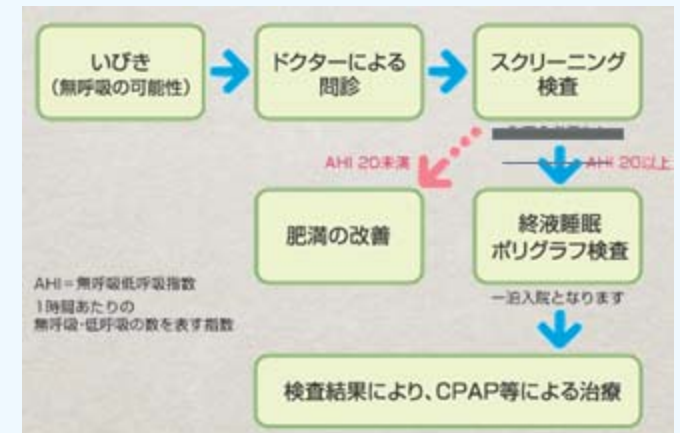 いびき
(無呼吸の可能性)
ドクターによる
問診
スクリーニング
検査
AHI 20未満
AHI 20以上
肥満の改善
終液睡眠
ポリグラフ検査
AHI=無呼吸低呼吸指数
1時間あたりの
無呼吸・低呼吸の数を表す指数
一泊入院となります
検査結果により、CPAP等による治療